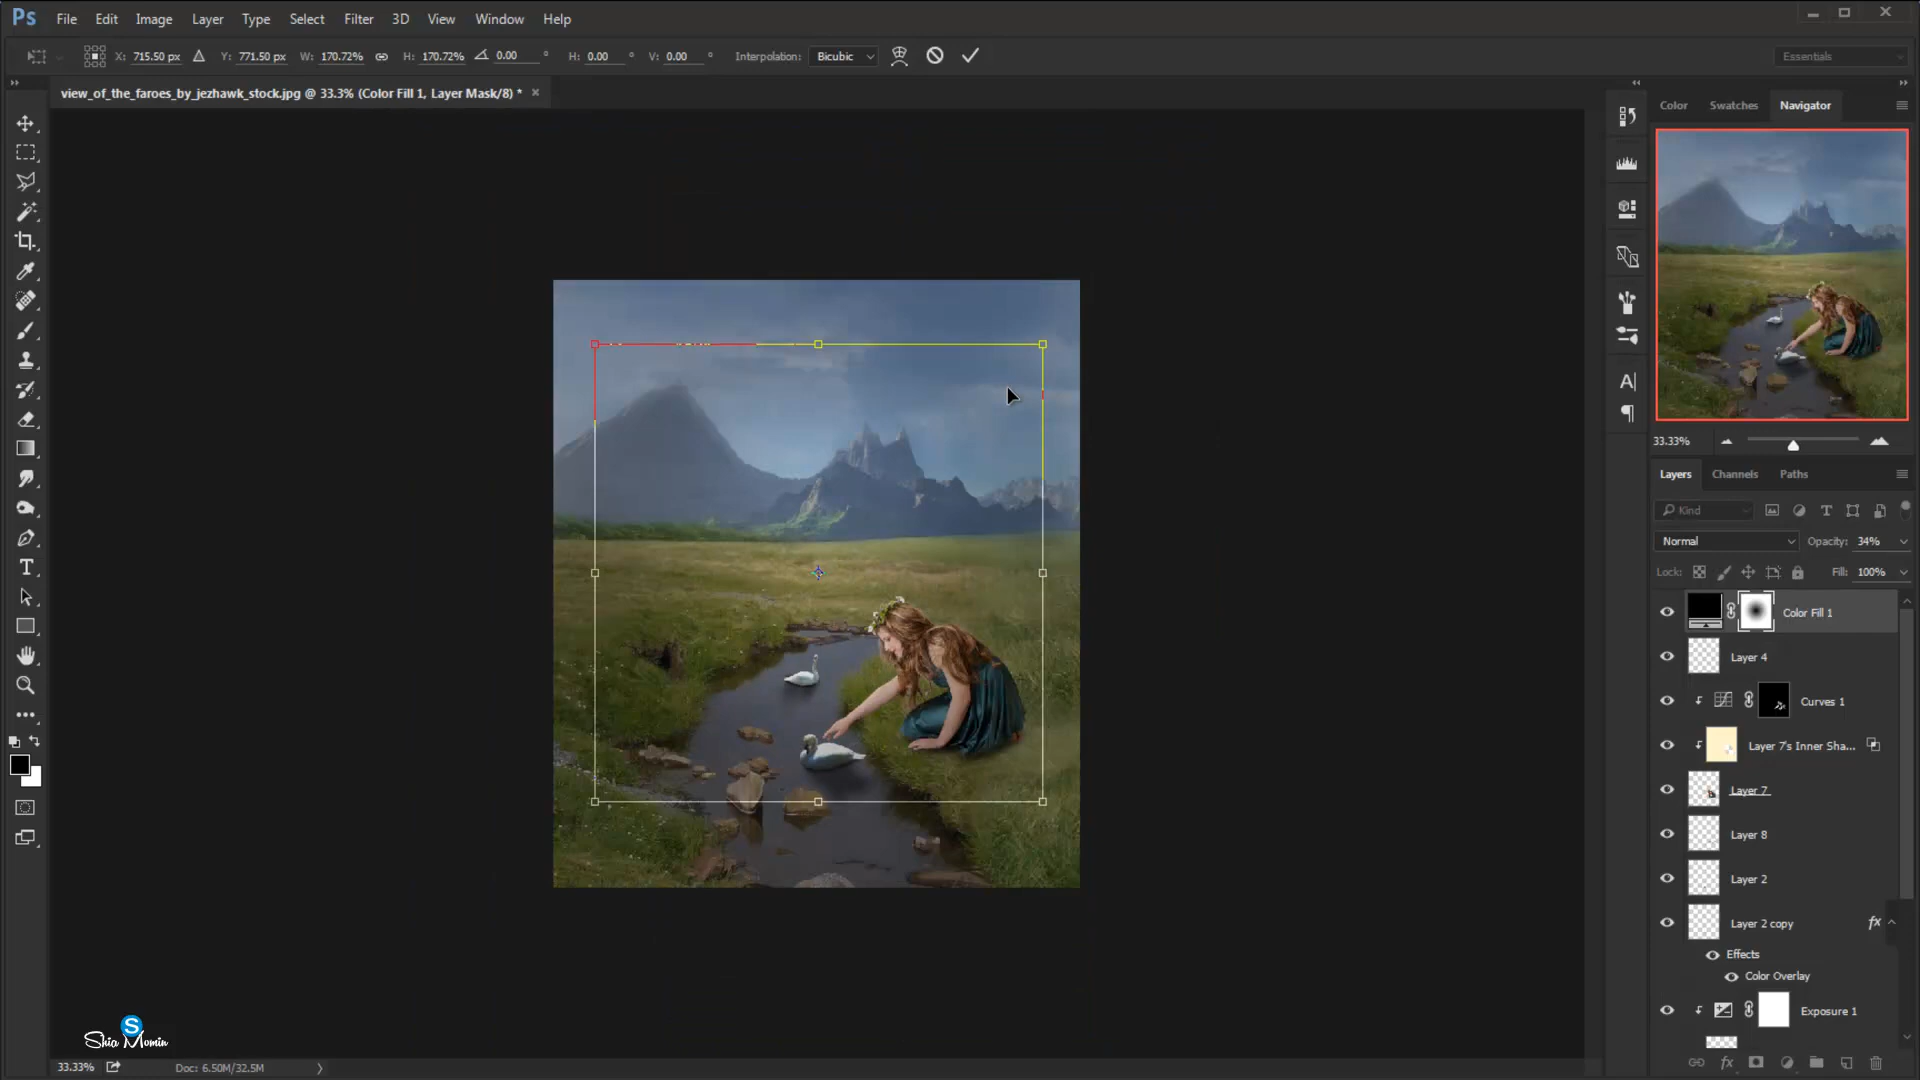 Ps File Edit Image Layer Type Select Filter 3D View Window Help
X: 715.50 px Y: 771.50 px W: 170.72% H: 170.72% 0.00 ° H: 0.00 ° V: 0.00 ° Interpolation: Bicubic Essentials
view_of_the_faroes_by_jezhawk_stock.jpg @ 33.3% (Color Fill 1, Layer Mask/8) * ×
Color Swatches Navigator
33.33%
Layers Channels Paths
Kind
Normal Opacity: 34%
Lock: Fill: 100%
Color Fill 1
Layer 4
Curves 1
Layer 7's Inner Sha...
Layer 7
Layer 8
Layer 2
Layer 2 copy fx
Effects
Color Overlay
Exposure 1
S
Shia Momin
33.33% Doc: 6.50M/32.5M